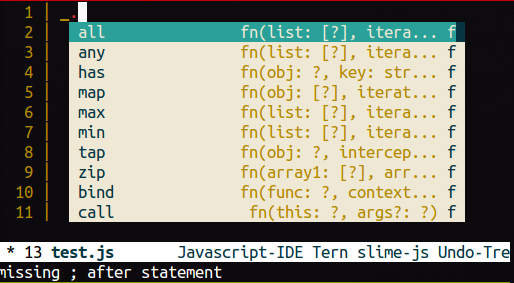 1 | _.
2 | all fn(list: [?], itera... f
3 | any fn(list: [?], itera... f
4 | has fn(obj: ?, key: str... f
5 | map fn(obj: [?], iterat... f
6 | max fn(list: [?], itera... f
7 | min fn(list: [?], itera... f
8 | tap fn(obj: ?, intercep... f
9 | zip fn(array1: [?], arr... f
10 | bind fn(func: ?, context... f
11 | call fn(this: ?, args?: ?) f
* 13 test.js Javascript-IDE Tern slime-js Undo-Tre
missing ; after statement